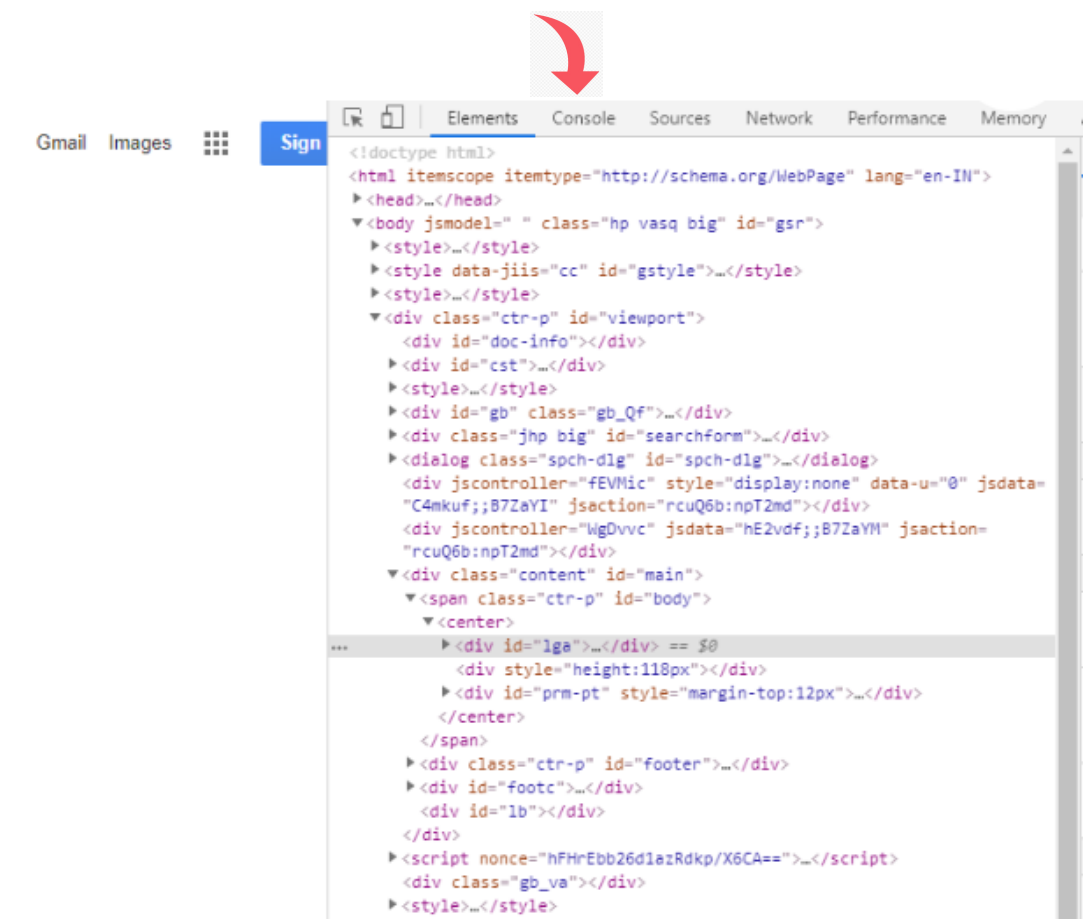 Gmail Images Sign
Elements Console Sources Network Performance Memory
<!doctype html>
<html itemscope itemtype="http://schema.org/WebPage" lang="en-IN">
<head>…</head>
<body jsmodel=" " class="hp vasq big" id="gsr">
<style>…</style>
<style data-jiis="cc" id="gstyle">…</style>
<style>…</style>
<div class="ctr-p" id="viewport">
<div id="doc-info"></div>
<div id="cst">…</div>
<style>…</style>
<div id="gb" class="gb_Qf">…</div>
<div class="jhp big" id="searchform">…</div>
<dialog class="spch-dlg" id="spch-dlg">…</dialog>
<div jscontroller="fEVMic" style="display:none" data-u="0" jsdata=
"C4mkuf;;B7ZaYI" jsaction="rcuQ6b:npT2md"></div>
<div jscontroller="WgDvvc" jsdata="hE2vdf;;B7ZaYM" jsaction=
"rcuQ6b:npT2md"></div>
<div class="content" id="main">
<span class="ctr-p" id="body">
<center>
… <div id="lga">…</div> == $0
<div style="height:118px"></div>
<div id="prm-pt" style="margin-top:12px">…</div>
</center>
</span>
<div class="ctr-p" id="footer">…</div>
<div id="footc">…</div>
<div id="lb"></div>
</div>
<script nonce="hFHrEbb26d1azRdkp/X6CA==">…</script>
<div class="gb_va"></div>
<style>…</style>